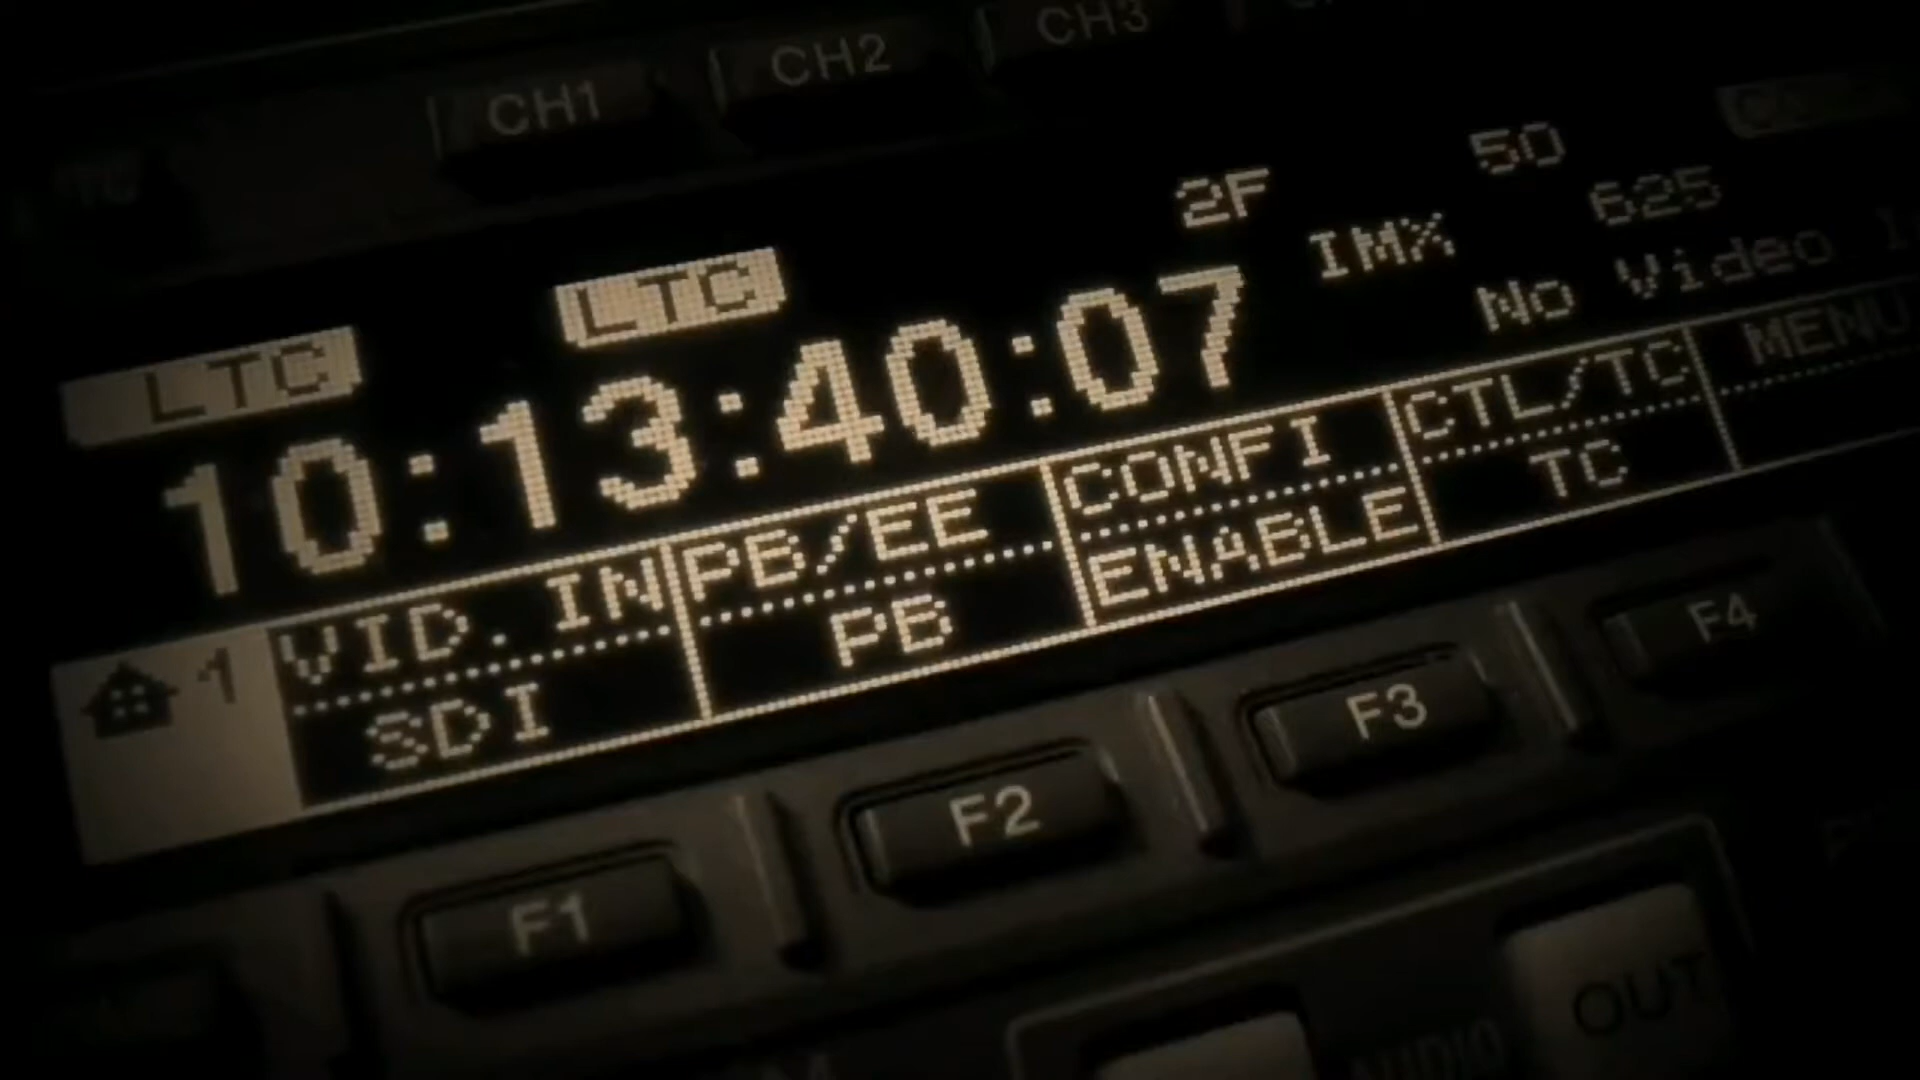 CH1 CH2 CH3
50
2F 625
LTC LTC IMX
10:13:40:07 No Video
VID. IN PB/EE CONFI CTL/TC MENU
1 SDI PB ENABLE TC
F1 F2 F3 F4
AUDIO OUT